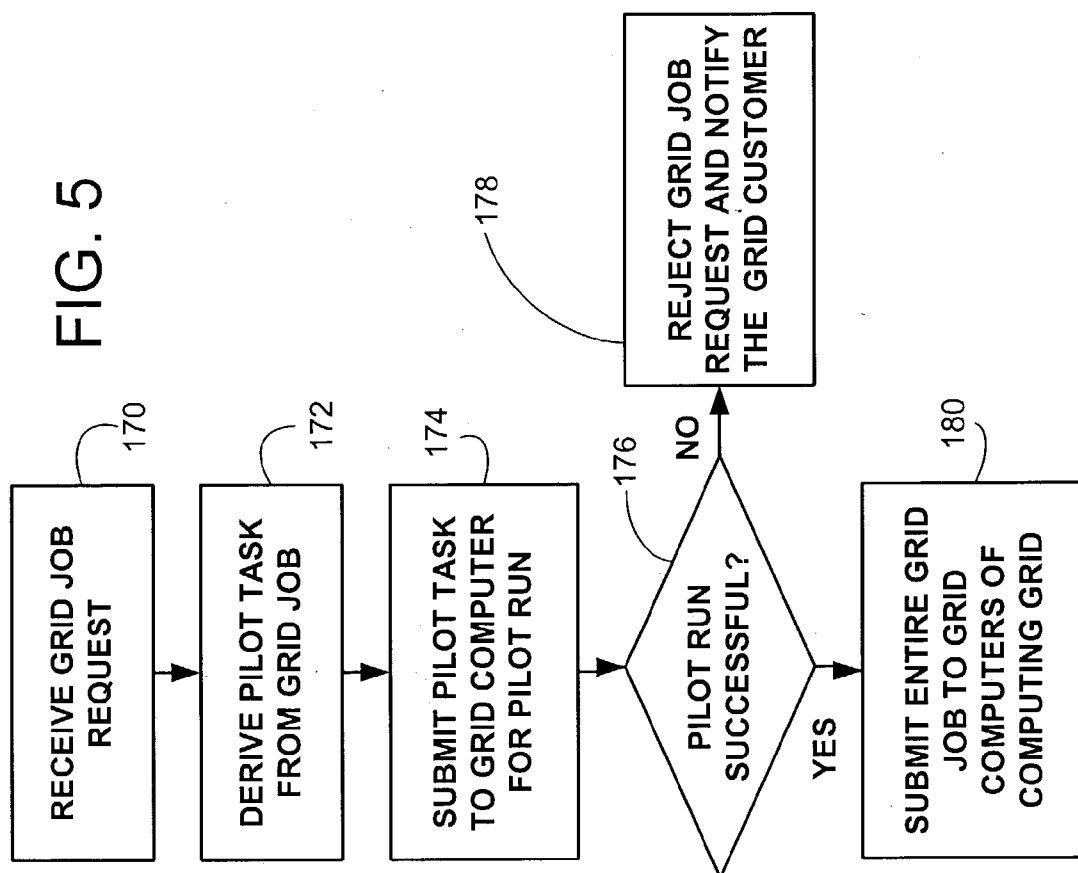 FIG. 5
RECEIVE GRID JOB
REQUEST
170
DERIVE PILOT TASK
FROM GRID JOB
172
SUBMIT PILOT TASK
TO GRID COMPUTER
FOR PILOT RUN
174
PILOT RUN
SUCCESSFUL?
176
NO
REJECT GRID JOB
REQUEST AND NOTIFY
THE GRID CUSTOMER
178
YES
SUBMIT ENTIRE GRID
JOB TO GRID
COMPUTERS OF
COMPUTING GRID
180